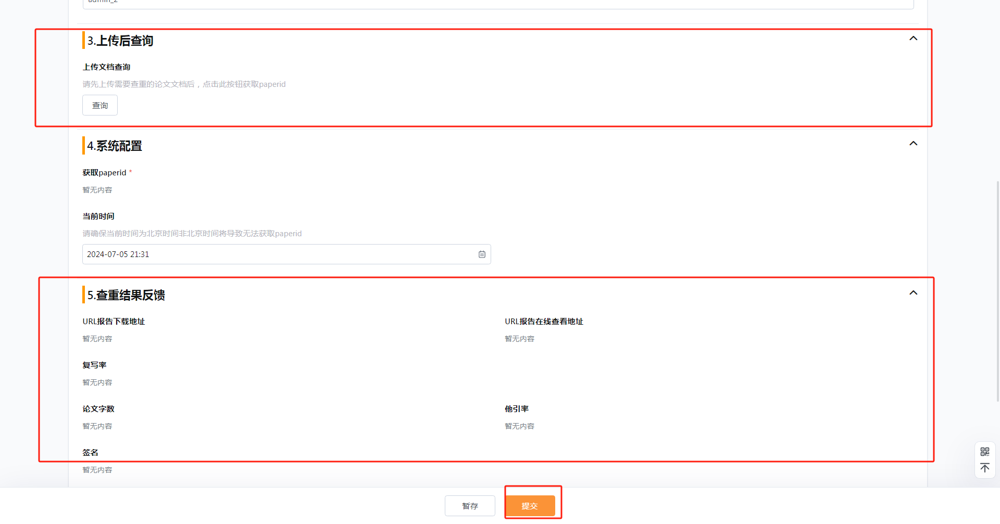 admin_2
3.上传后查询
上传文档查询
请先上传需要查重的论文文档后，点击此按钮获取paperid
查询
4.系统配置
获取paperid *
暂无内容
当前时间
请确保当前时间为北京时间非北京时间将导致无法获取paperid
2024-07-05 21:31
5.查重结果反馈
URL报告下载地址
URL报告在线查看地址
暂无内容
暂无内容
复写率
暂无内容
论文字数
他引率
暂无内容
暂无内容
签名
暂无内容
暂存
提交